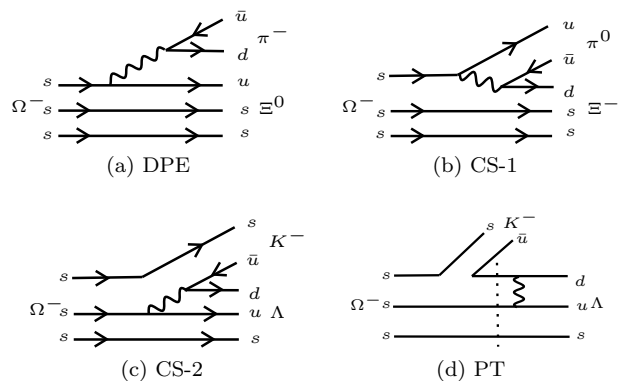 ū
π−
d
s
u
Ω− s
s
Ξ0
s
s
(a) DPE
u
π0
ū
s
d
Ω− s
s
Ξ−
s
s
(b) CS-1
s
K−
ū
s
d
Ω− s
u Λ
s
s
(c) CS-2
s K−
ū
s
d
Ω− s
u Λ
s
s
(d) PT